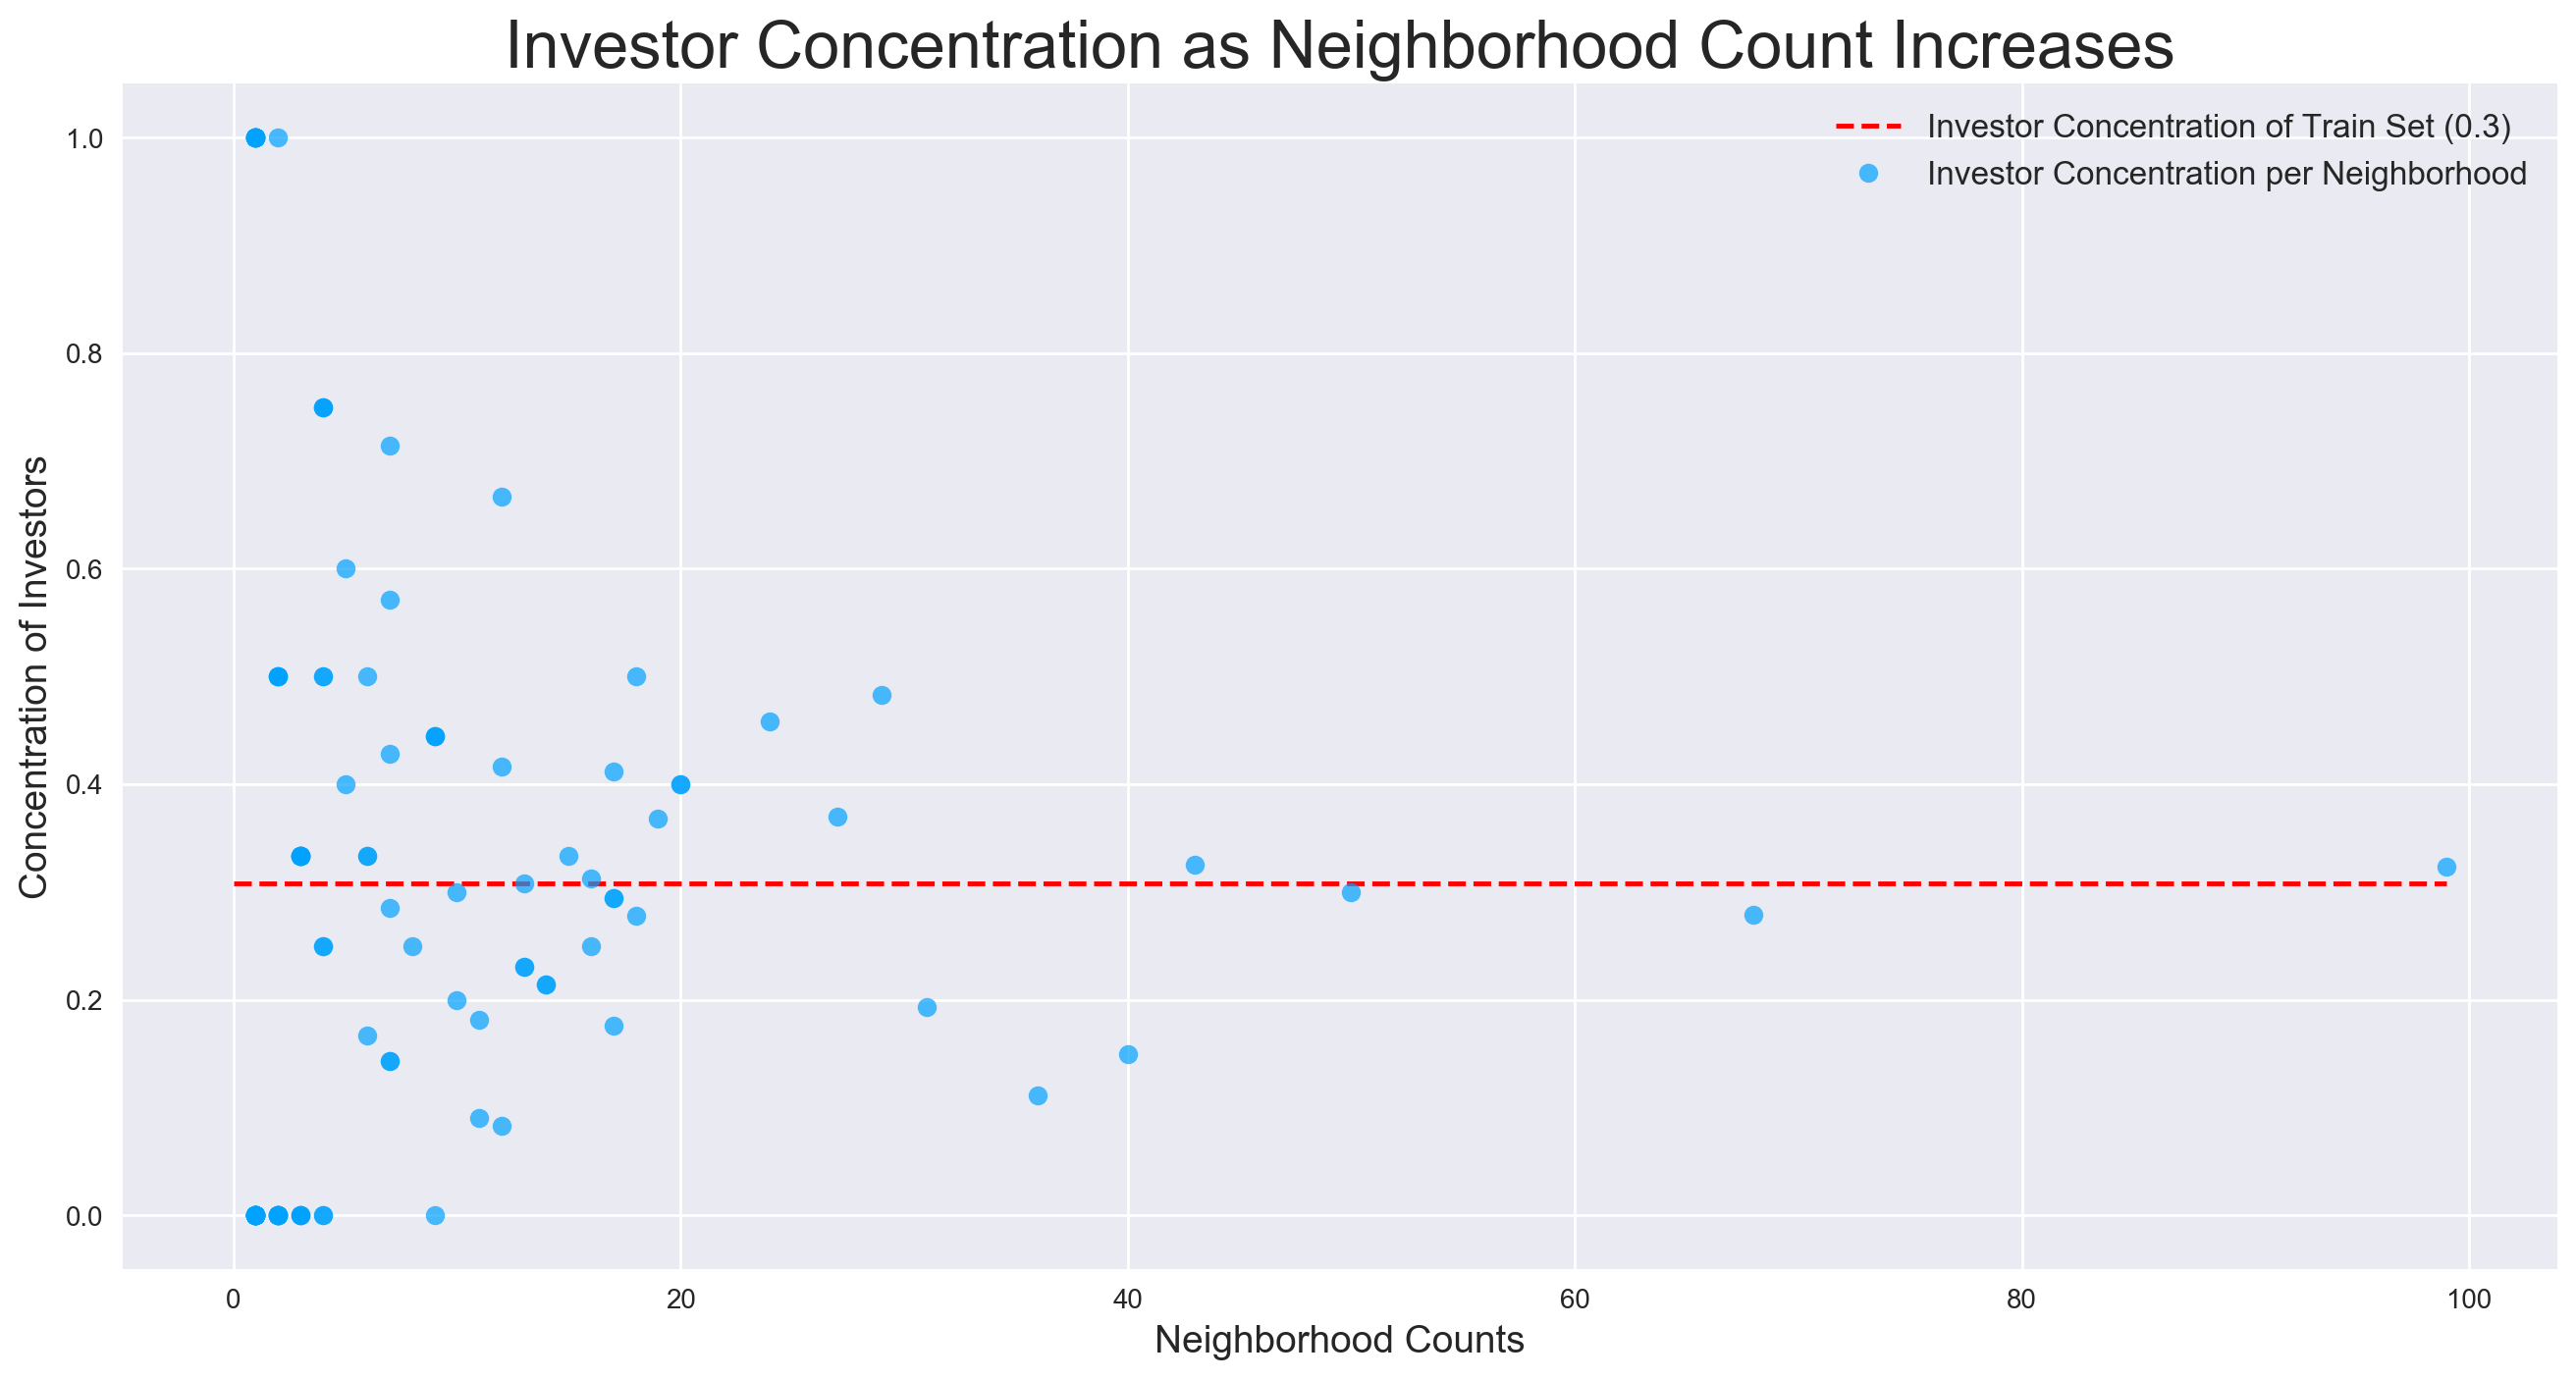 Investor Concentration as Neighborhood Count Increases
Investor Concentration of Train Set (0.3)
Investor Concentration per Neighborhood
Concentration of Investors
1.0
0.8
0.6
0.4
0.2
0.0
0 20 40 60 80 100
Neighborhood Counts